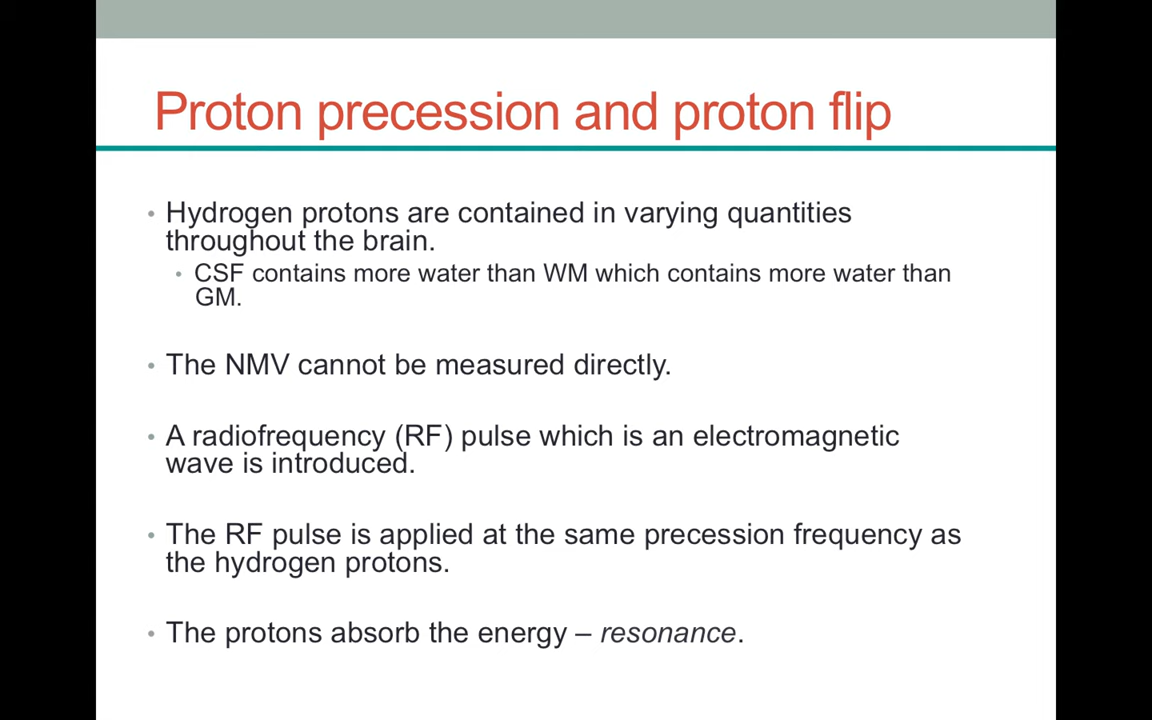 Proton precession and proton flip
• Hydrogen protons are contained in varying quantities
throughout the brain.
• CSF contains more water than WM which contains more water than
GM.
• The NMV cannot be measured directly.
• A radiofrequency (RF) pulse which is an electromagnetic
wave is introduced.
• The RF pulse is applied at the same precession frequency as
the hydrogen protons.
• The protons absorb the energy – resonance.